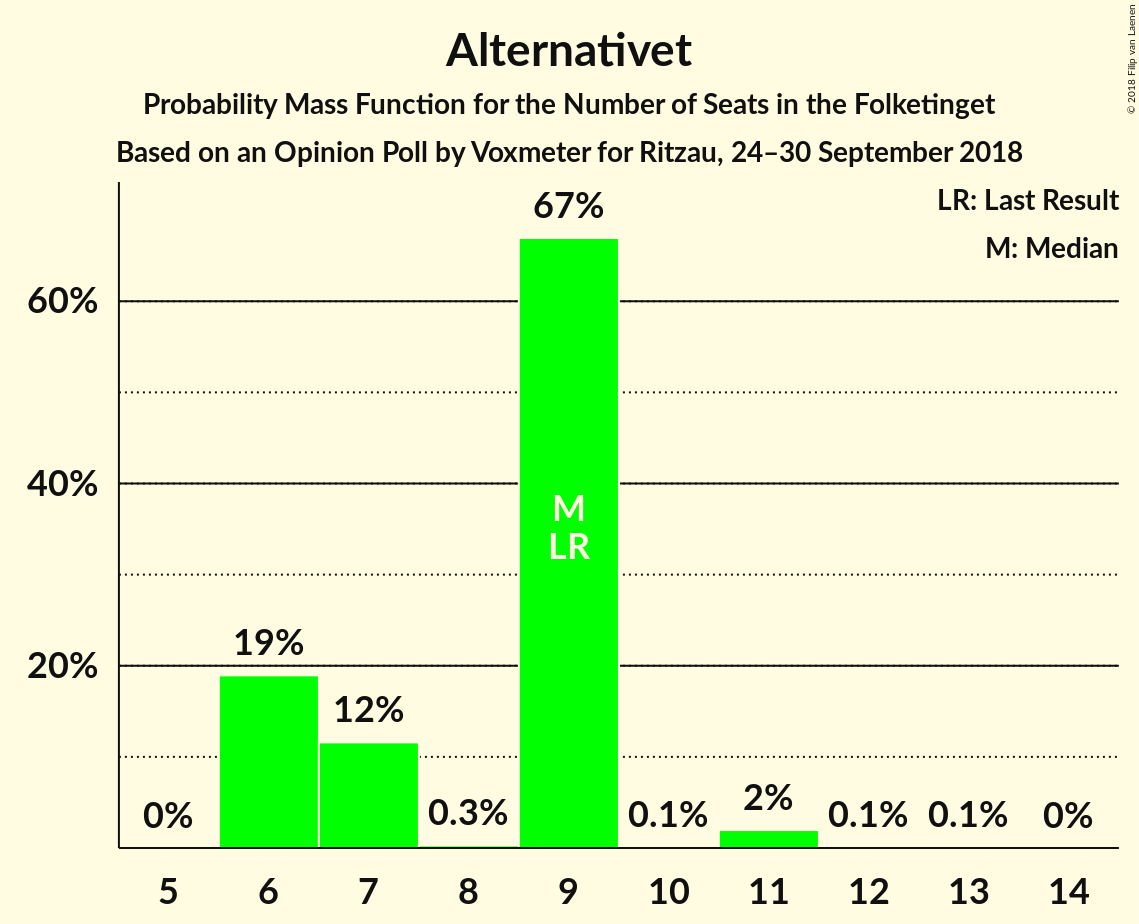 Alternativet
Probability Mass Function for the Number of Seats in the Folketinget
Based on an Opinion Poll by Voxmeter for Ritzau, 24–30 September 2018
© 2018 Filip van Laenen
LR: Last Result
M: Median
60%
40%
20%
0%
19%
12%
0.3%
67%
M
LR
0.1%
2%
0.1%
0.1%
0%
5 6 7 8 9 10 11 12 13 14